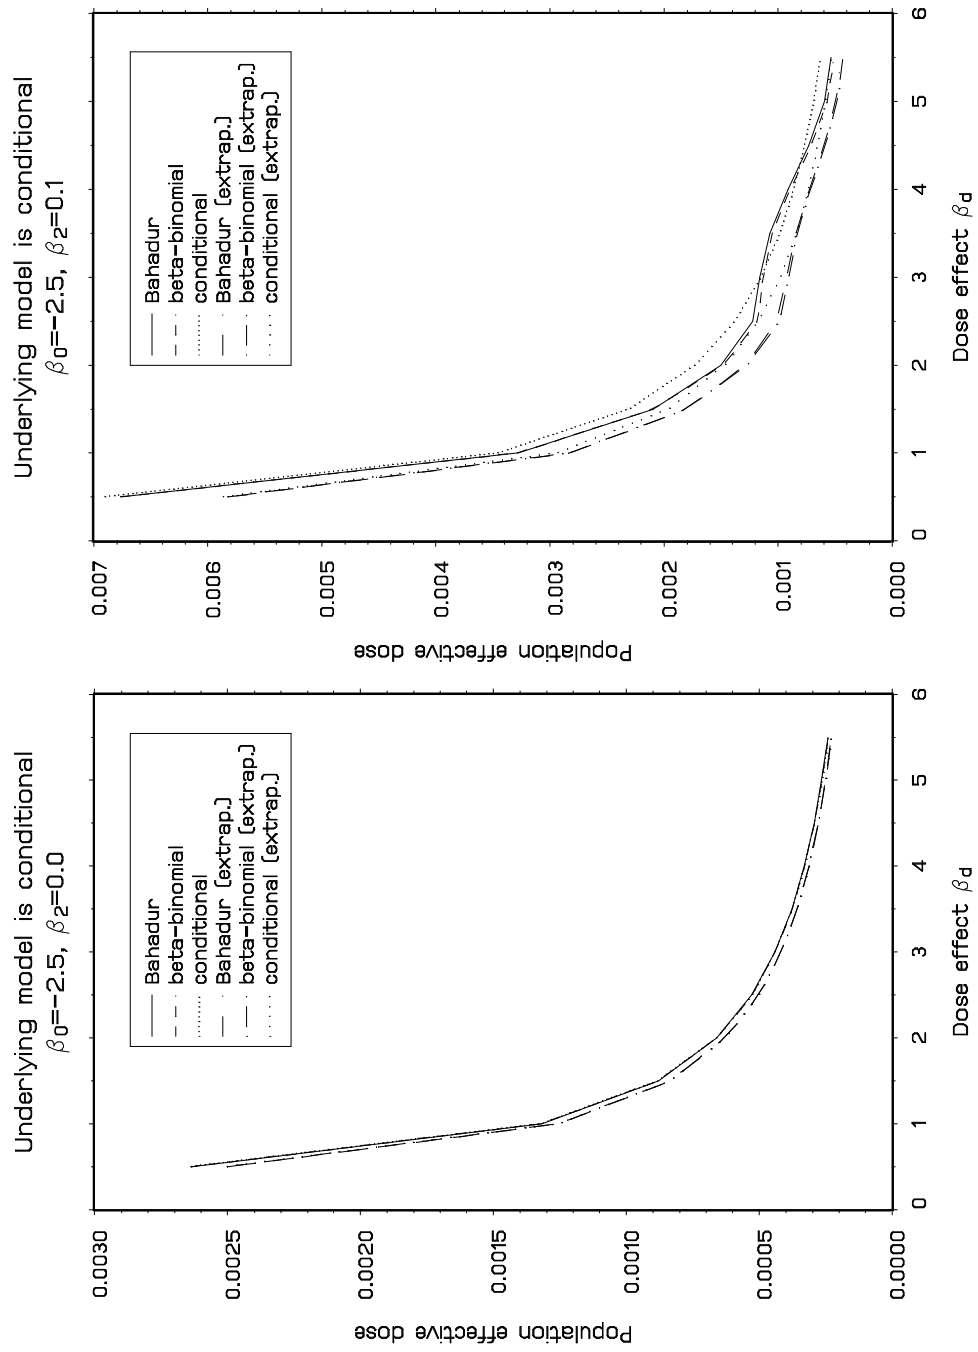 Underlying model is conditional
β0=−2.5, β2=0.0
Bahadur
beta−binomial
conditional
Bahadur (extrap.)
beta−binomial (extrap.)
conditional (extrap.)
Population effective dose
0.0030
0.0025
0.0020
0.0015
0.0010
0.0005
0.0000
0
1
2
3
4
5
6
Dose effect βd
Underlying model is conditional
β0=−2.5, β2=0.1
Bahadur
beta−binomial
conditional
Bahadur (extrap.)
beta−binomial (extrap.)
conditional (extrap.)
Population effective dose
0.007
0.006
0.005
0.004
0.003
0.002
0.001
0.000
0
1
2
3
4
5
6
Dose effect βd